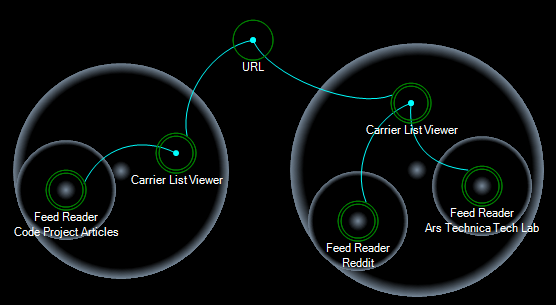 URL
Carrier List Viewer
Carrier List Viewer
Feed Reader
Code Project Articles
Feed Reader
Ars Technica Tech Lab
Feed Reader
Reddit